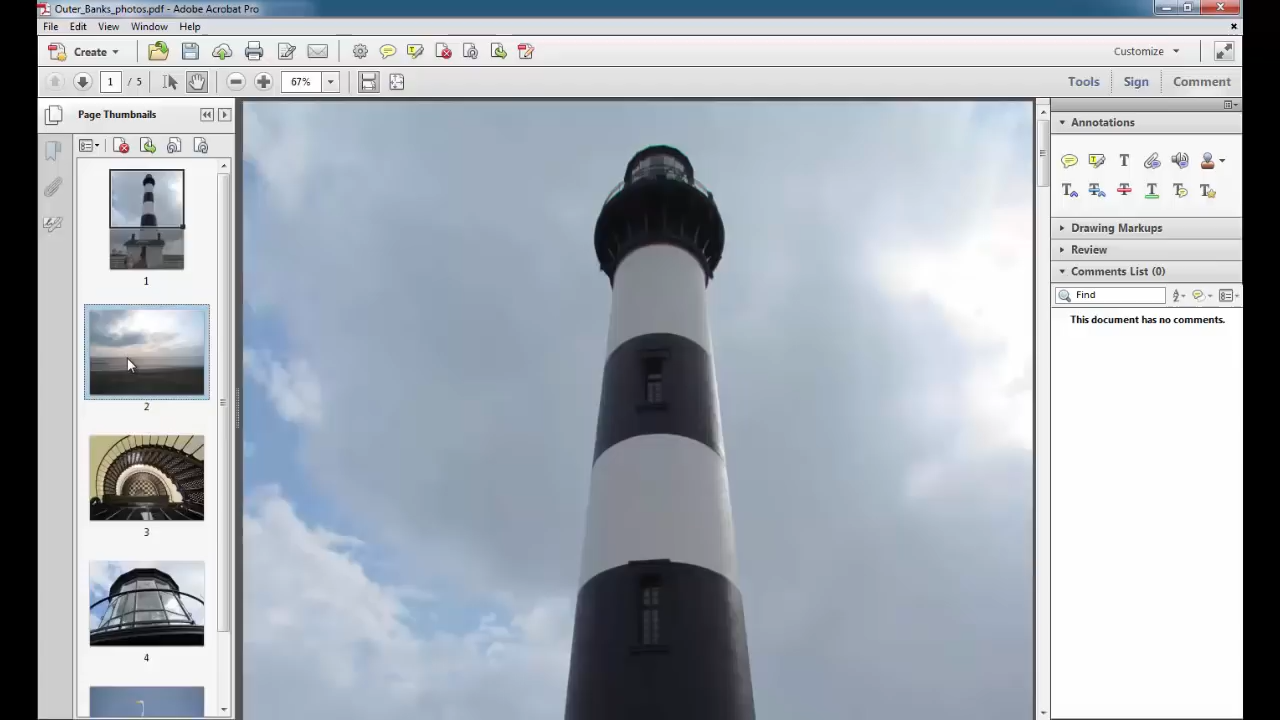 Outer_Banks_photos.pdf - Adobe Acrobat Pro
File Edit View Window Help
Create Customize
1 / 5 67% Tools Sign Comment
Page Thumbnails
1
2
3
4
Annotations
Drawing Markups
Review
Comments List (0)
Find
This document has no comments.